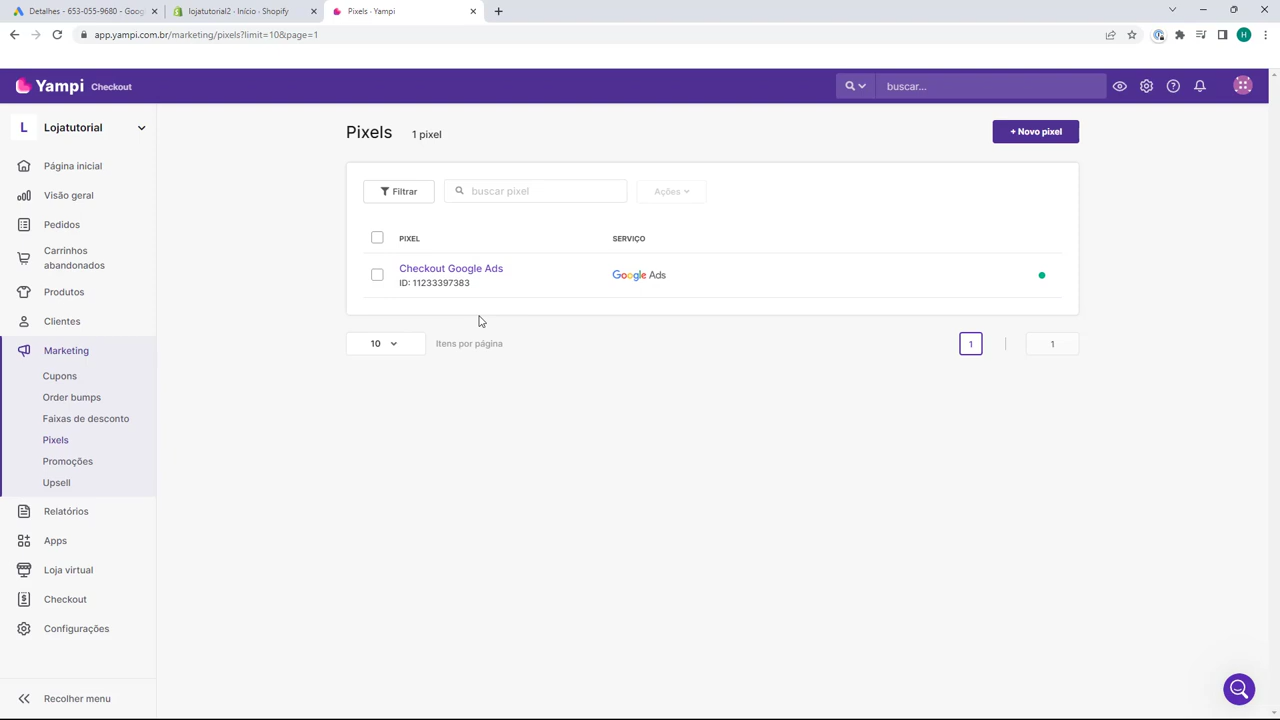 Detalhes - 653-055-9680 - Goog
lojatutorial2 · Início · Shopify
Pixels - Yampi
app.yampi.com.br/marketing/pixels?limit=10&page=1
H
Yampi Checkout
buscar...
L Lojatutorial
Página inicial
Visão geral
Pedidos
Carrinhos
abandonados
Produtos
Clientes
Marketing
Cupons
Order bumps
Faixas de desconto
Pixels
Promoções
Upsell
Relatórios
Apps
Loja virtual
Checkout
Configurações
Recolher menu
Pixels 1 pixel
+ Novo pixel
Filtrar
buscar pixel
Ações
PIXEL SERVIÇO
Checkout Google Ads
ID: 11233397383
Google Ads
10 Itens por página
1 | 1